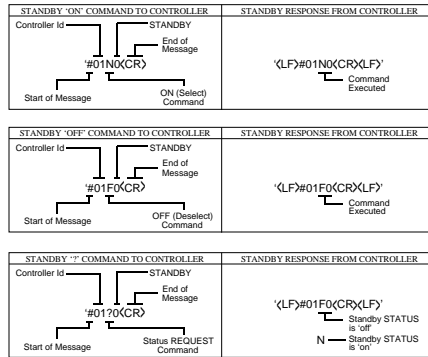 STANDBY 'ON' COMMAND TO CONTROLLER
STANDBY RESPONSE FROM CONTROLLER
Controller Id
STANDBY
End of
Message
'#01N0<CR>
Start of Message
ON (Select)
Command
'<LF>#01N0<CR><LF>'
Command
Executed
STANDBY 'OFF' COMMAND TO CONTROLLER
STANDBY RESPONSE FROM CONTROLLER
Controller Id
STANDBY
End of
Message
'#01F0<CR>
Start of Message
OFF (Deselect)
Command
'<LF>#01F0<CR><LF>'
Command
Executed
STANDBY '?' COMMAND TO CONTROLLER
STANDBY RESPONSE FROM CONTROLLER
Controller Id
STANDBY
End of
Message
'#01?0<CR>
Start of Message
Status REQUEST
Command
'<LF>#01F0<CR><LF>'
Standby STATUS
is 'off'
N
Standby STATUS
is 'on'